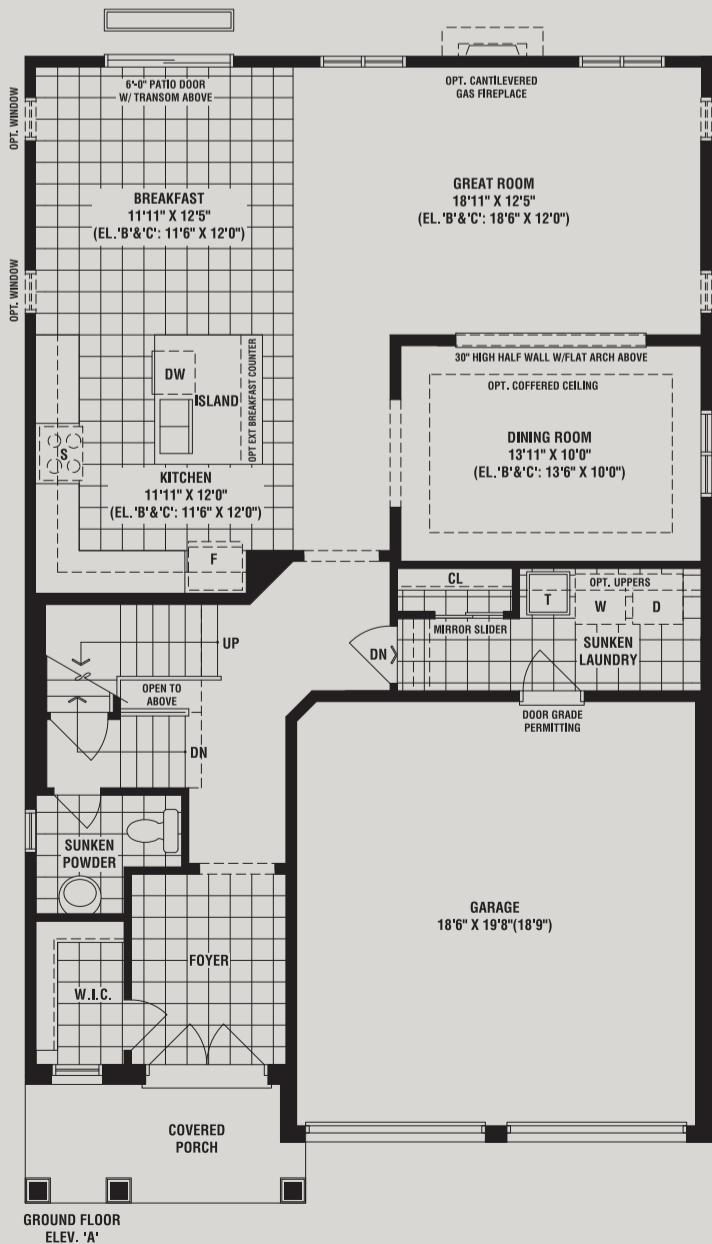 6'-0" PATIO DOOR
W/ TRANSOM ABOVE
OPT. CANTILEVERED
GAS FIREPLACE
OPT. WINDOW
BREAKFAST
11'11" X 12'5"
(EL.'B'&'C': 11'6" X 12'0")
GREAT ROOM
18'11" X 12'5"
(EL.'B'&'C': 18'6" X 12'0")
OPT. WINDOW
30" HIGH HALF WALL W/FLAT ARCH ABOVE
OPT. COFFERED CEILING
DW
ISLAND
OPT EXT BREAKFAST COUNTER
S
DINING ROOM
13'11" X 10'0"
(EL.'B'&'C': 13'6" X 10'0")
KITCHEN
11'11" X 12'0"
(EL.'B'&'C': 11'6" X 12'0")
F
CL
T
OPT. UPPERS
W
D
MIRROR SLIDER
SUNKEN
LAUNDRY
UP
DN
OPEN TO
ABOVE
DOOR GRADE
PERMITTING
DN
SUNKEN
POWDER
GARAGE
18'6" X 19'8"(18'9")
FOYER
W.I.C.
COVERED
PORCH
GROUND FLOOR
ELEV. 'A'